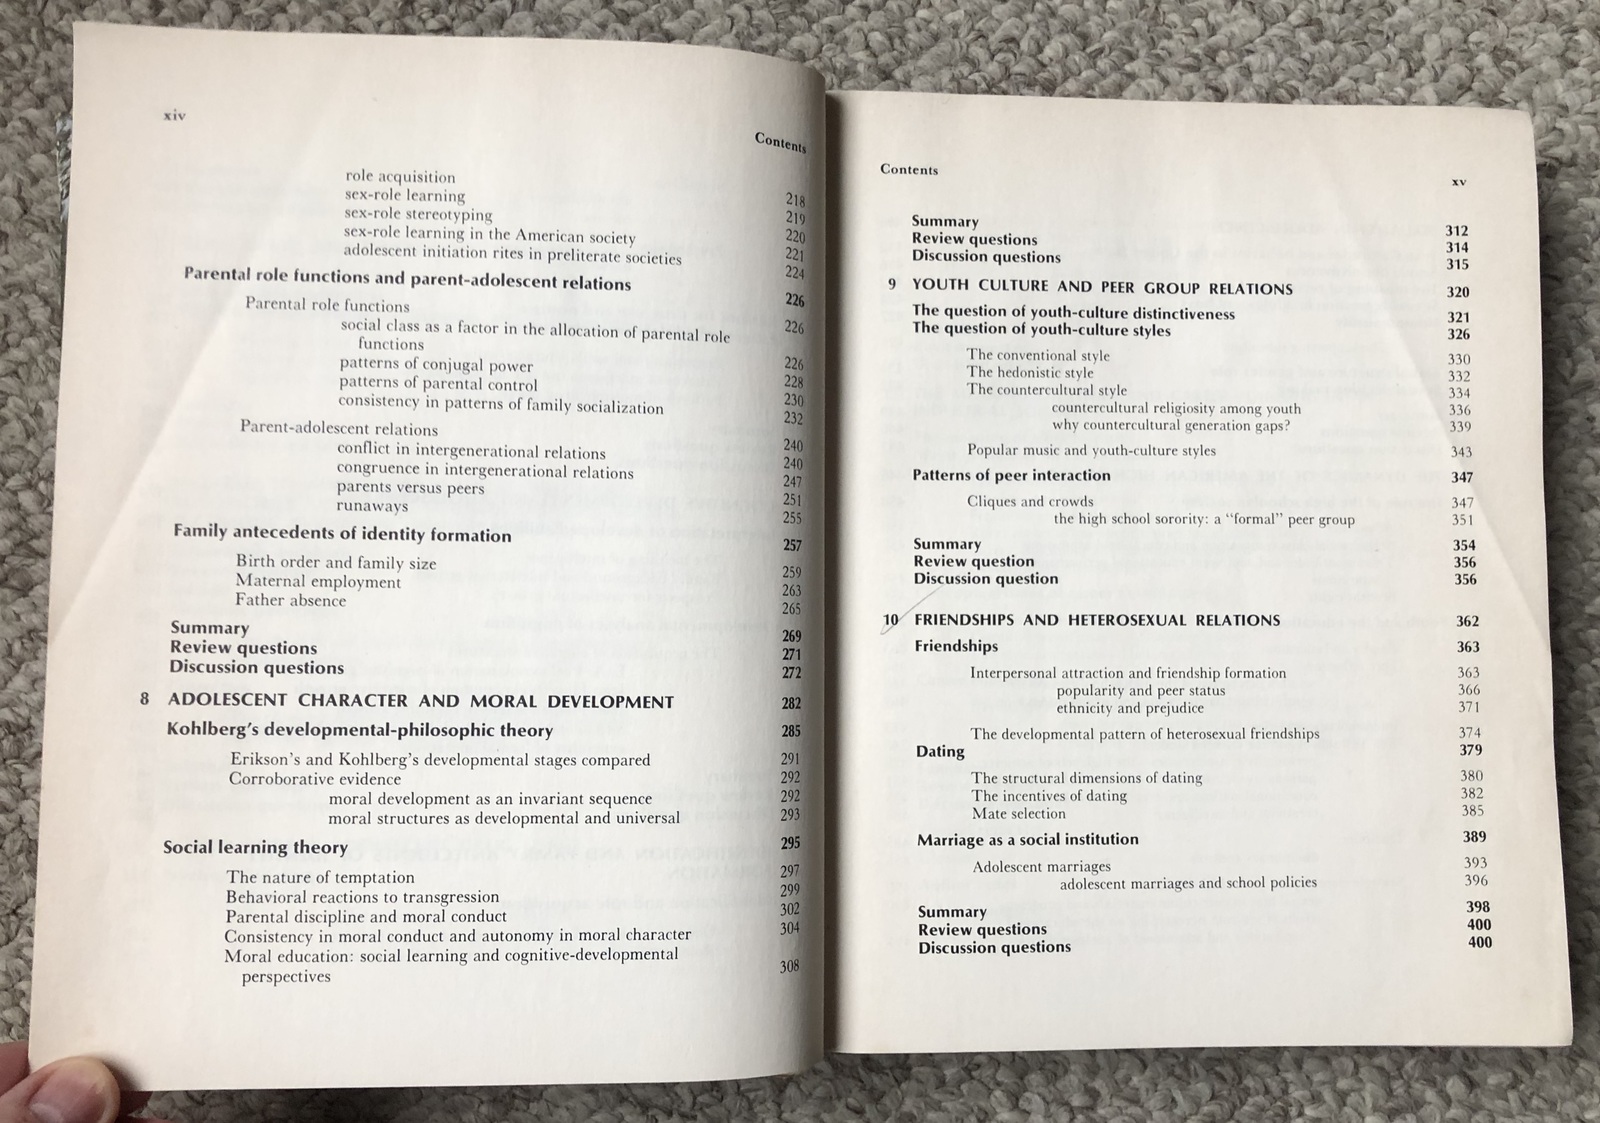 xiv
Contents
role acquisition 218
sex-role learning 219
sex-role stereotyping 220
sex-role learning in the American society 221
adolescent initiation rites in preliterate societies 224
Parental role functions and parent-adolescent relations 226
Parental role functions 226
social class as a factor in the allocation of parental role
functions 226
patterns of conjugal power 228
patterns of parental control 230
consistency in patterns of family socialization 232
Parent-adolescent relations 240
conflict in intergenerational relations 240
congruence in intergenerational relations 247
parents versus peers 251
runaways 255
Family antecedents of identity formation 257
Birth order and family size 259
Maternal employment 263
Father absence 265
Summary 269
Review questions 271
Discussion questions 272
8 ADOLESCENT CHARACTER AND MORAL DEVELOPMENT 282
Kohlberg's developmental-philosophic theory 285
Erikson's and Kohlberg's developmental stages compared 291
Corroborative evidence 292
moral development as an invariant sequence 292
moral structures as developmental and universal 293
Social learning theory 295
The nature of temptation 297
Behavioral reactions to transgression 299
Parental discipline and moral conduct 302
Consistency in moral conduct and autonomy in moral character 304
Moral education: social learning and cognitive-developmental
perspectives 308
Contents
xv
Summary 312
Review questions 314
Discussion questions 315
9 YOUTH CULTURE AND PEER GROUP RELATIONS 320
The question of youth-culture distinctiveness 321
The question of youth-culture styles 326
The conventional style 330
The hedonistic style 332
The countercultural style 334
countercultural religiosity among youth 336
why countercultural generation gaps? 339
Popular music and youth-culture styles 343
Patterns of peer interaction 347
Cliques and crowds 347
the high school sorority: a "formal" peer group 351
Summary 354
Review question 356
Discussion question 356
10 FRIENDSHIPS AND HETEROSEXUAL RELATIONS 362
Friendships 363
Interpersonal attraction and friendship formation 363
popularity and peer status 366
ethnicity and prejudice 371
The developmental pattern of heterosexual friendships 374
Dating 379
The structural dimensions of dating 380
The incentives of dating 382
Mate selection 385
Marriage as a social institution 389
Adolescent marriages 393
adolescent marriages and school policies 396
Summary 398
Review questions 400
Discussion questions 400